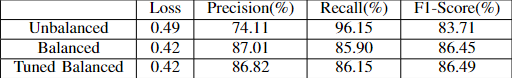 Loss Precision(%) Recall(%) F1-Score(%)
Unbalanced 0.49 74.11 96.15 83.71
Balanced 0.42 87.01 85.90 86.45
Tuned Balanced 0.42 86.82 86.15 86.49